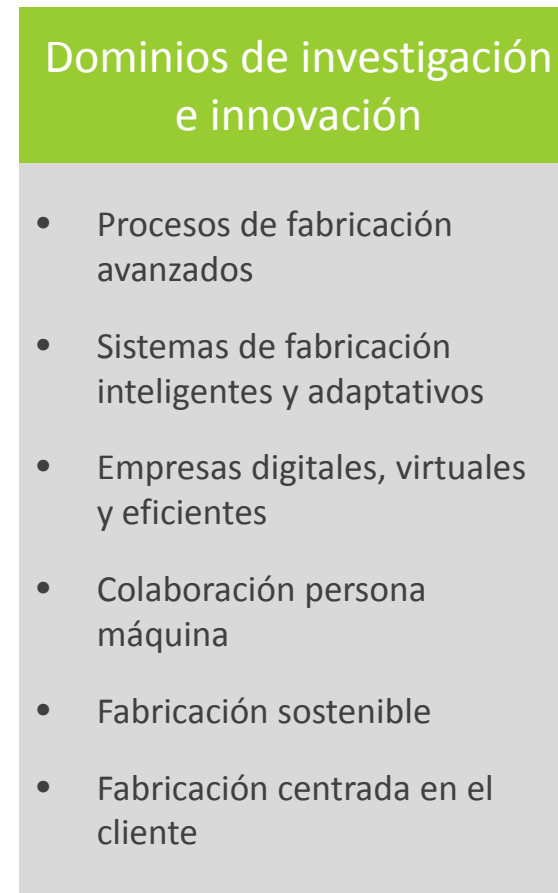 Dominios de investigación
e innovación
• Procesos de fabricación
avanzados
• Sistemas de fabricación
inteligentes y adaptativos
• Empresas digitales, virtuales
y eficientes
• Colaboración persona
máquina
• Fabricación sostenible
• Fabricación centrada en el
cliente